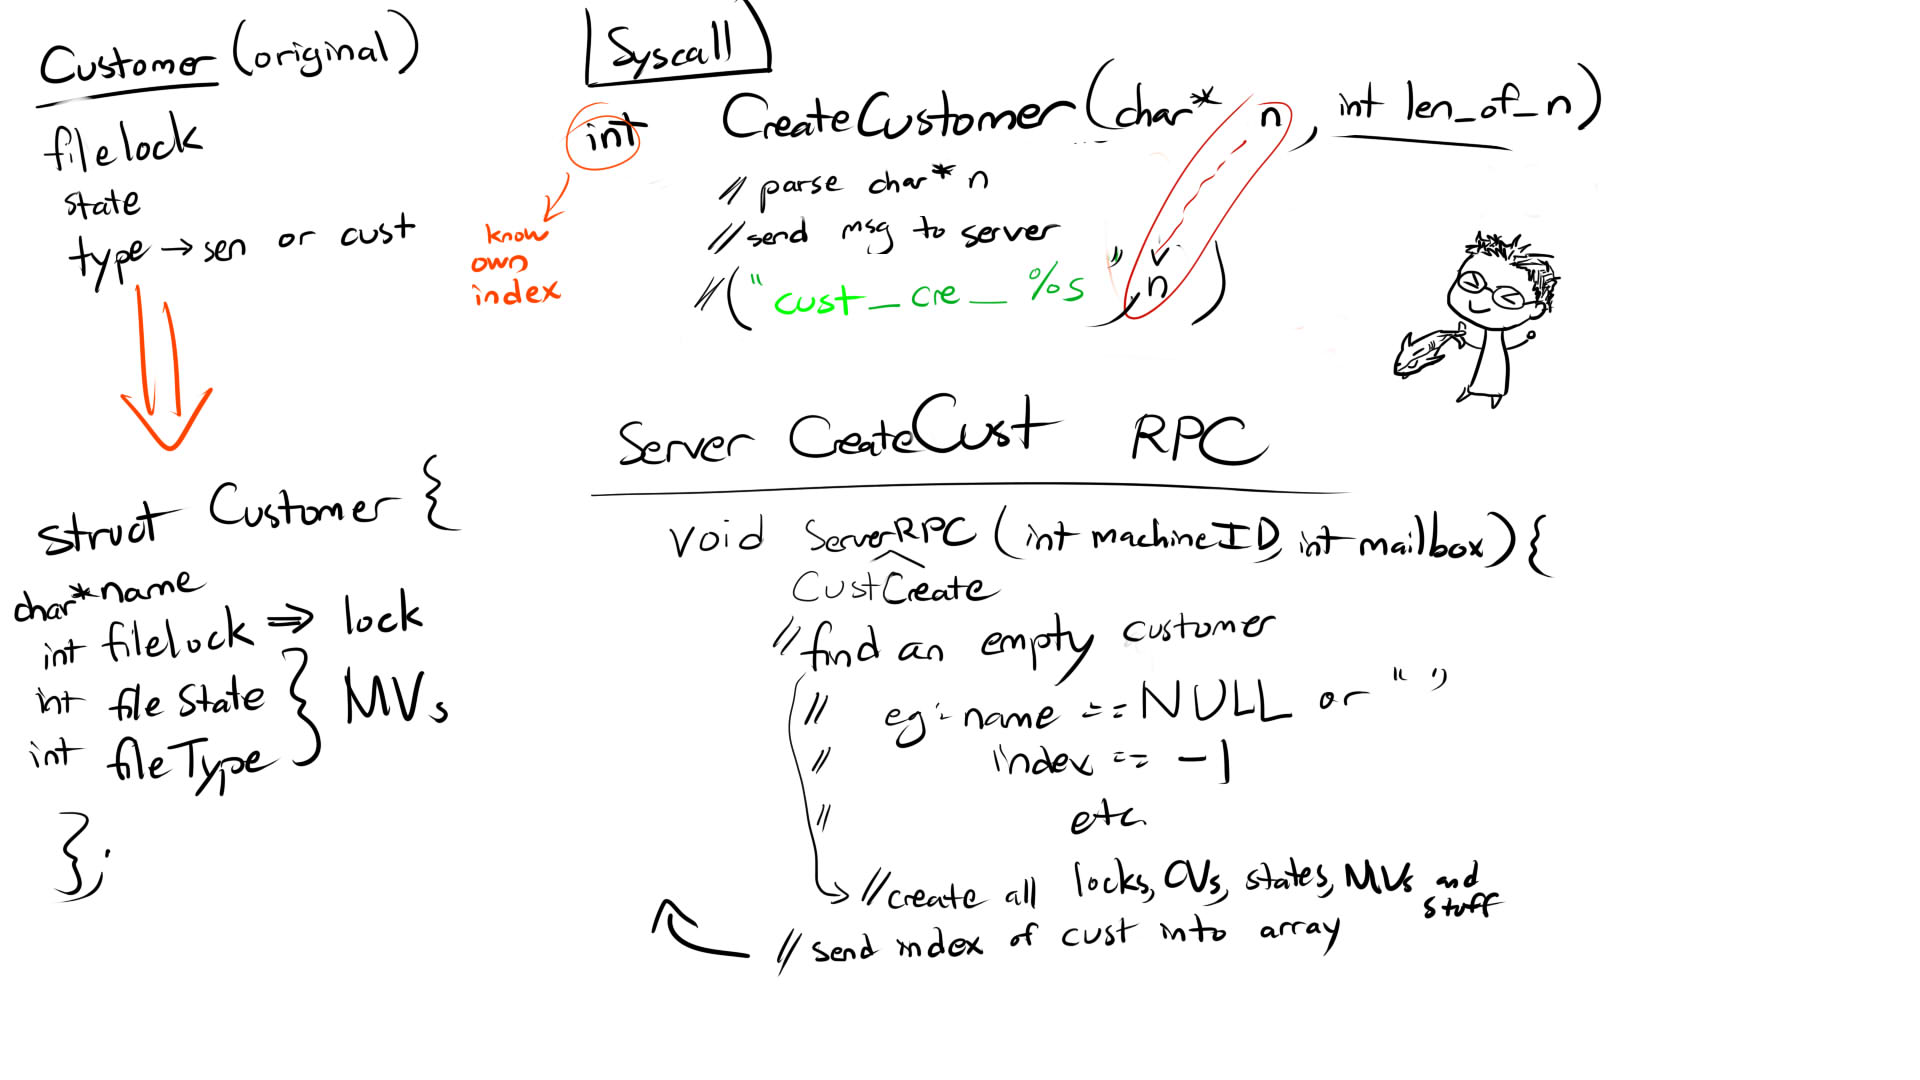 Customer (original)
filelock
state
type → sen or cust
struct Customer {
char* name
int filelock ⇒ lock
int fileState
int fileType } MVs
};
Syscall
int CreateCustomer (char* n, int len_of_n)
know
own
index
// parse char* n
// send msg to server
// ("cust_cre_%s", n)
Server CreateCust RPC
void ServerRPC (int machineID, int mailbox) {
CustCreate
// find an empty customer
// eg: name == NULL or " "
// index == -1
// etc.
// create all locks, CVs, states, MVs and
stuff
// send index of cust into array